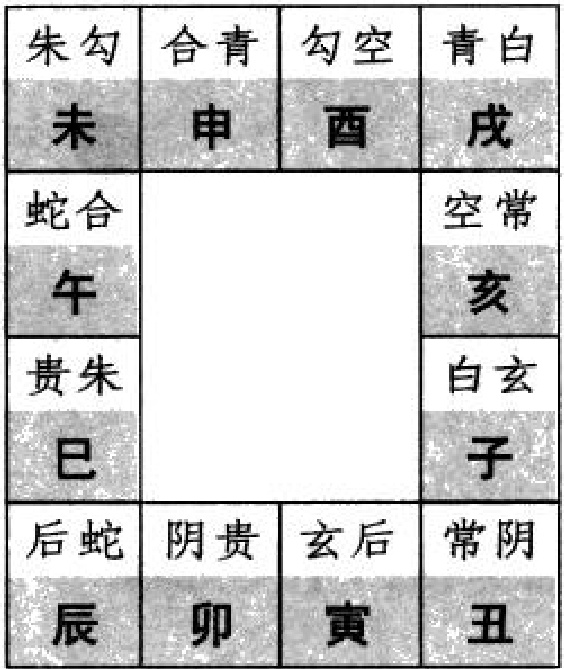 朱勾 合青 勾空 青白
未 申 酉 戌
蛇合 空常
午 亥
贵朱 白玄
巳 子
后蛇 阴贵 玄后 常阴
辰 卯 寅 丑